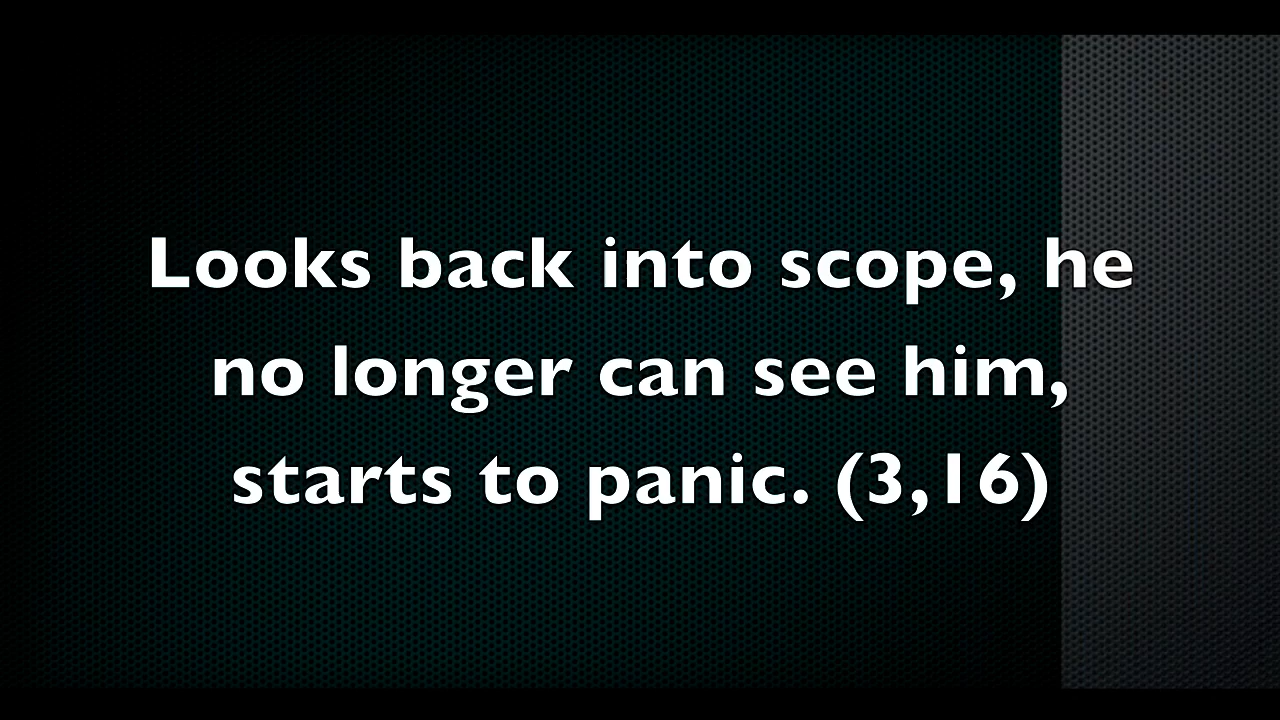 Looks back into scope, he
no longer can see him,
starts to panic. (3,16)